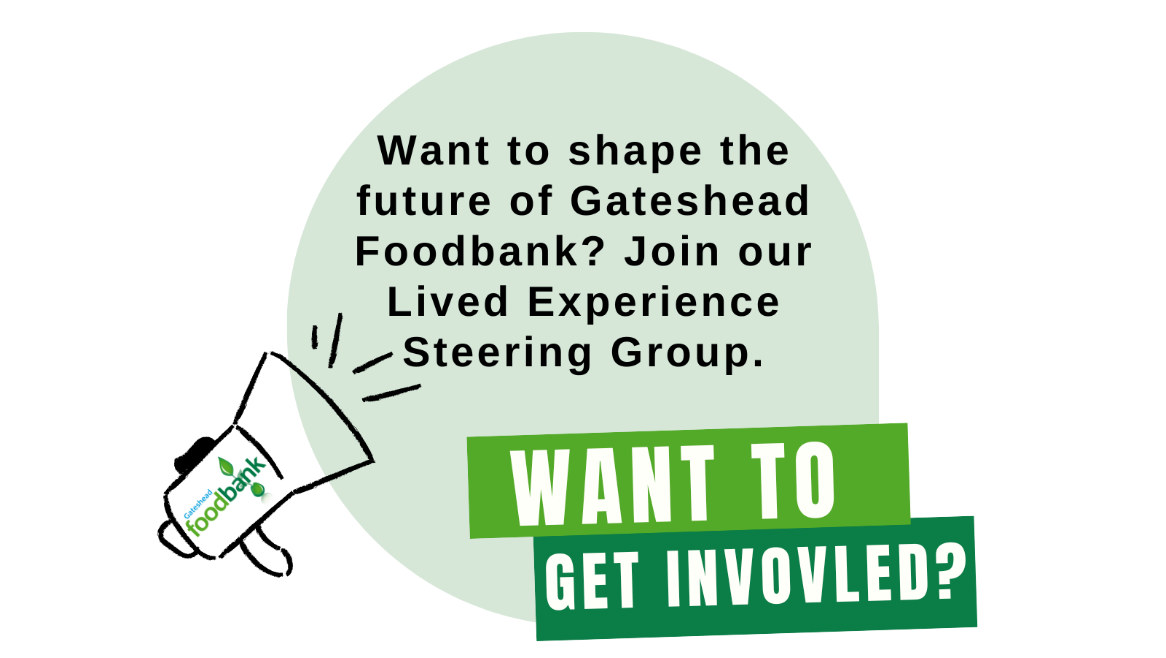 Want to shape the
future of Gateshead
Foodbank? Join our
Lived Experience
Steering Group.
Gateshead
foodbank
WANT TO
GET INVOVLED?